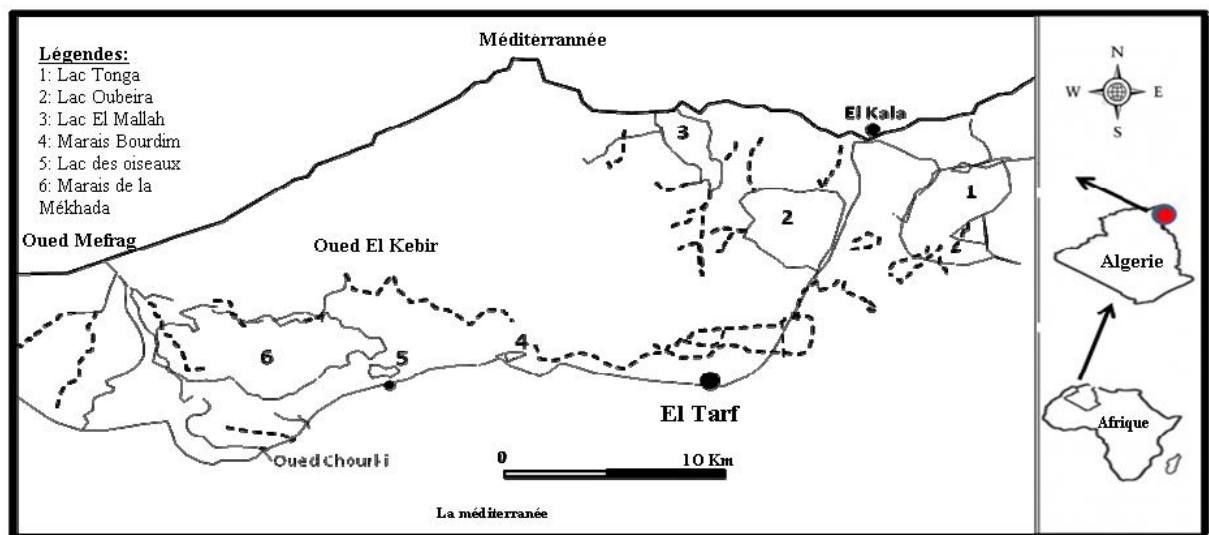 Légendes:
1: Lac Tonga
2: Lac Oubeira
3: Lac El Mallah
4: Marais Bourdim
5: Lac des oiseaux
6: Marais de la
Mékhada
Méditerrannée
El Kala
N
W E
S
3
1
2
Oued Mefrag
Oued El Kebir
Algerie
4
6
5
El Tarf
Afrique
Oued Chourl·i
0 10 Km
La méditerranée